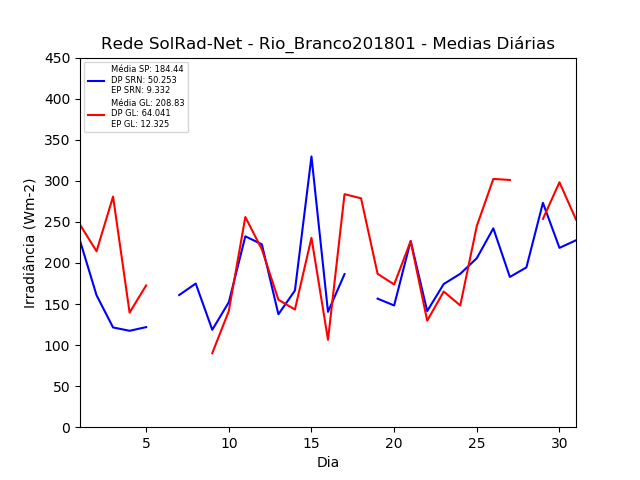 Rede SolRad-Net - Rio_Branco201801 - Medias Diárias
450
400
350
300
250
200
150
100
50
0
Irradiância (Wm-2)
Média SP: 184.44
DP SRN: 50.253
EP SRN: 9.332
Média GL: 208.83
DP GL: 64.041
EP GL: 12.325
5 10 15 20 25 30
Dia